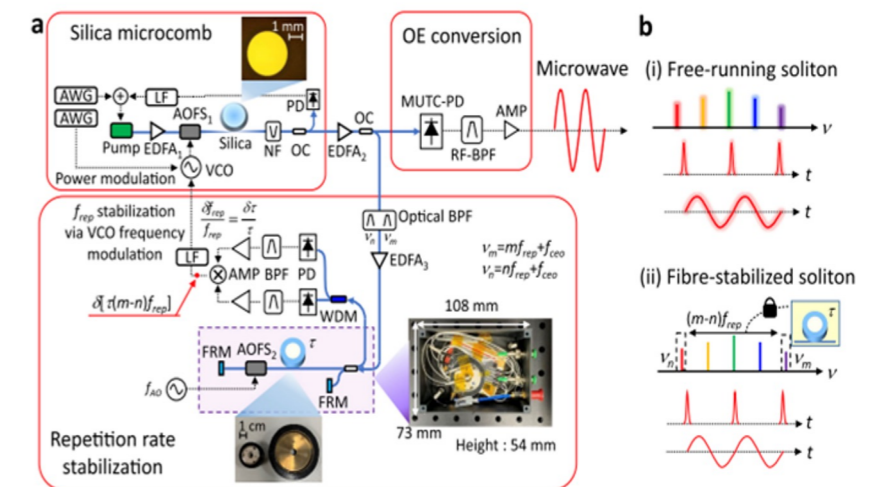 a
Silica microcomb
1 mm
AWG
AWG
LF
AOFS1
PD
Pump
EDFA1
Silica
NF
OC
EDFA2
OC
VCO
Power modulation
OE conversion
MUTC-PD
RF-BPF
AMP
Microwave
frep stabilization
via VCO frequency
modulation
δfrep/frep = δτ/τ
LF
AMP BPF PD
WDM
δ[τ(m-n)frep]
Optical BPF
νn νm
EDFA3
νm=mfrep+fceo
νn=nfrep+fceo
FRM
AOFS2
τ
fAO
FRM
1 cm
108 mm
73 mm
Height : 54 mm
Repetition rate
stabilization
b
(i) Free-running soliton
ν
t
t
(ii) Fibre-stabilized soliton
(m-n)frep
τ
νn
νm
ν
t
t